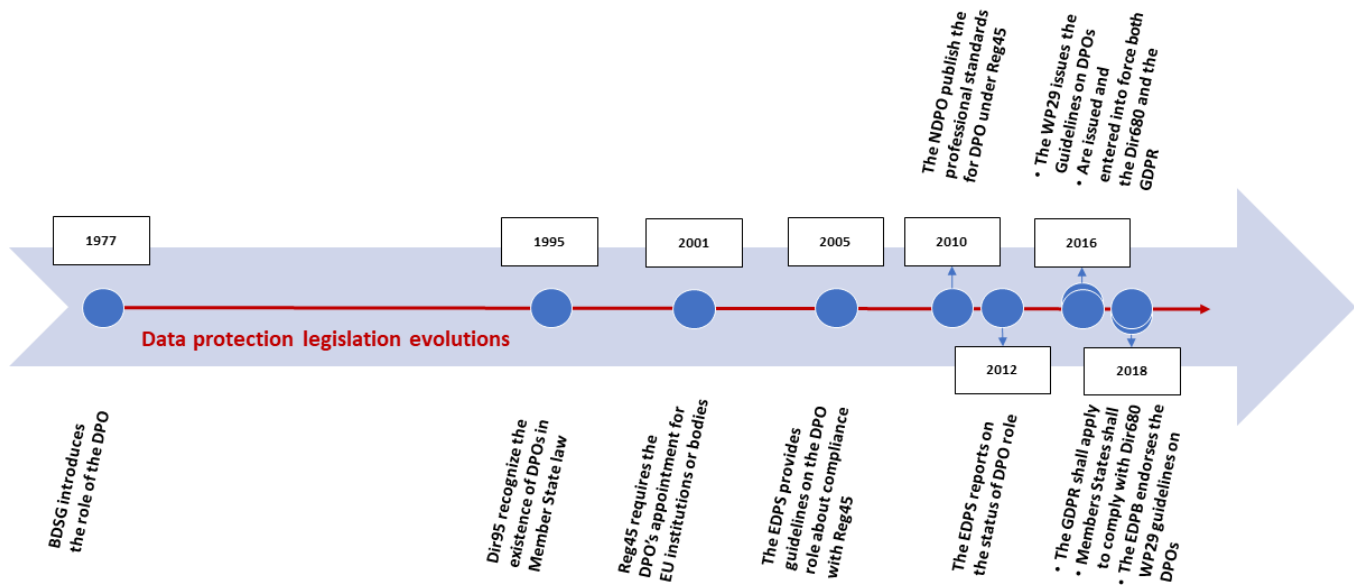 The NDPO publish the
professional standards
for DPO under Reg45
• The WP29 issues the
Guidelines on DPOs
• Are issued and
entered into force both
the Dir680 and the
GDPR
1977
1995
2001
2005
2010
2016
Data protection legislation evolutions
2012
2018
BDSG introduces
the role of the DPO
Dir95 recognize the
existence of DPOs in
Member State law
Reg45 requires the
DPO's appointment for
EU institutions or bodies
The EDPS provides
guidelines on the DPO
role about compliance
with Reg45
The EDPS reports on
the status of DPO role
• The GDPR shall apply
• Members States shall
to comply with Dir680
• The EDPB endorses the
WP29 guidelines on
DPOs